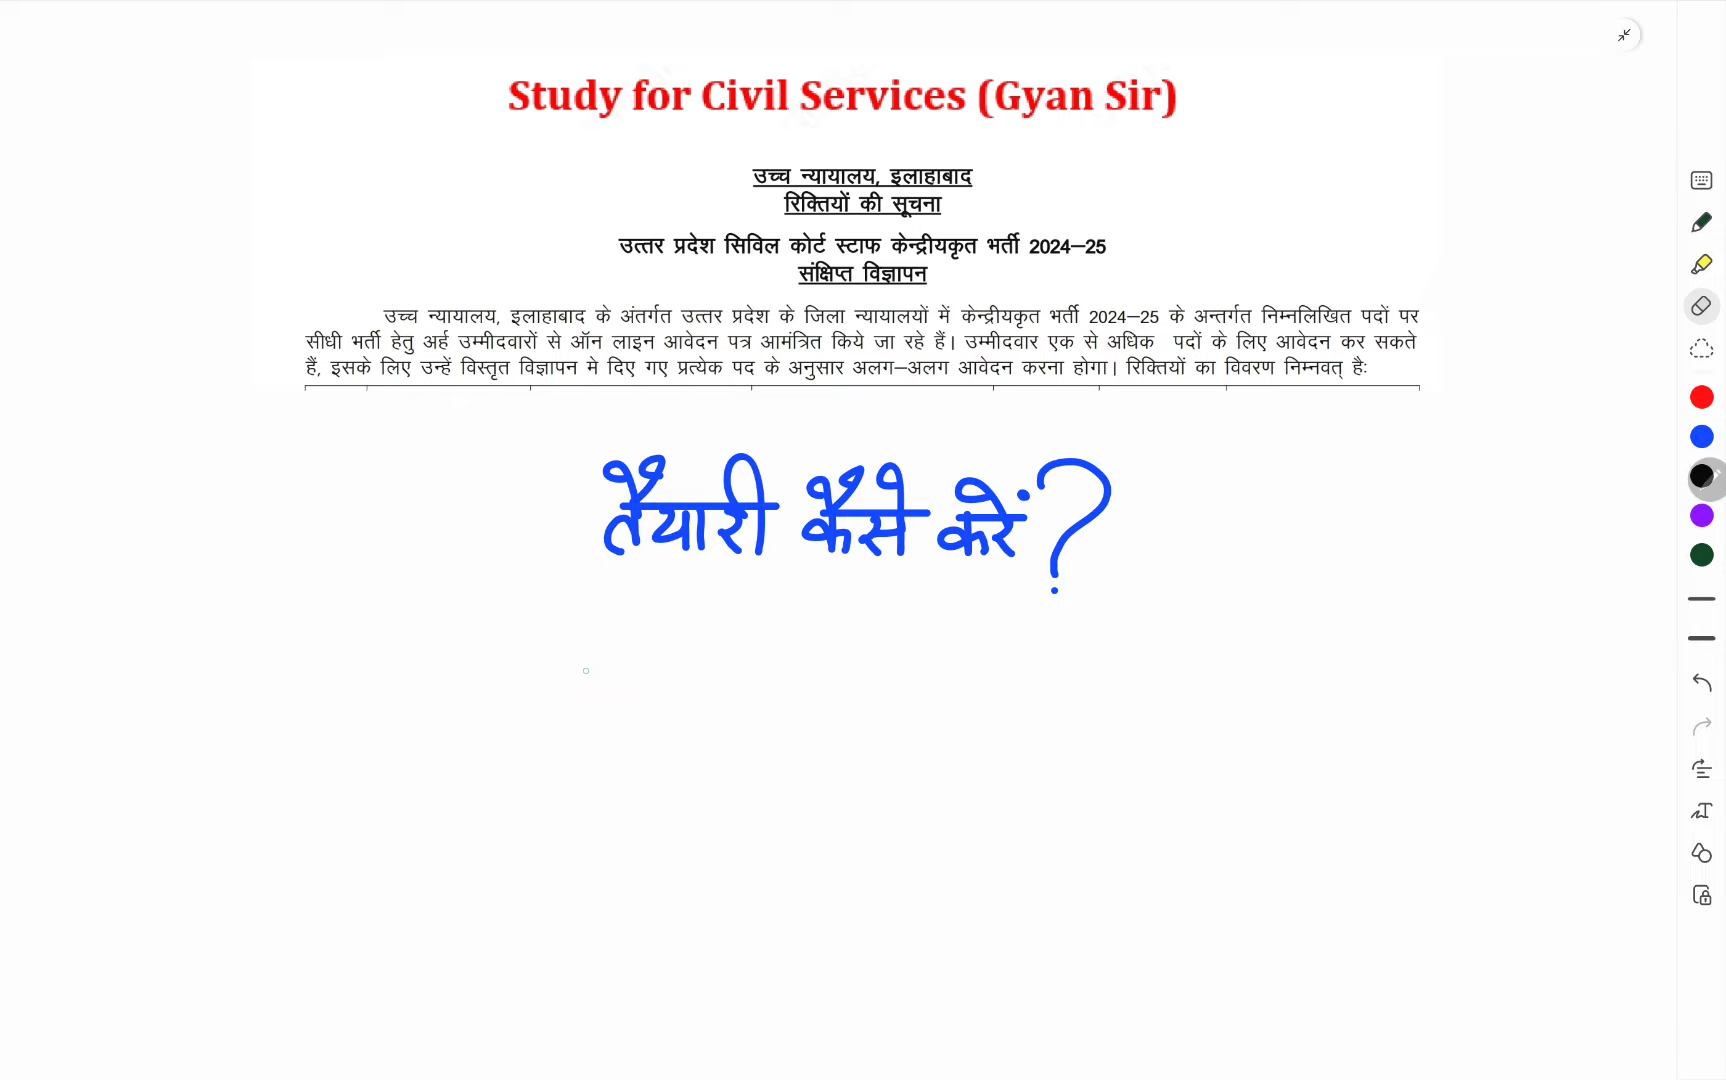 Study for Civil Services (Gyan Sir)
उच्च न्यायालय, इलाहाबाद
रिक्तियों की सूचना
उत्तर प्रदेश सिविल कोर्ट स्टाफ केन्द्रीयकृत भर्ती 2024–25
संक्षिप्त विज्ञापन
उच्च न्यायालय, इलाहाबाद के अंतर्गत उत्तर प्रदेश के जिला न्यायालयों में केन्द्रीयकृत भर्ती 2024–25 के अन्तर्गत निम्नलिखित पदों पर
सीधी भर्ती हेतु अर्ह उम्मीदवारों से ऑन लाइन आवेदन पत्र आमंत्रित किये जा रहे हैं। उम्मीदवार एक से अधिक पदों के लिए आवेदन कर सकते
हैं, इसके लिए उन्हें विस्तृत विज्ञापन मे दिए गए प्रत्येक पद के अनुसार अलग–अलग आवेदन करना होगा। रिक्तियों का विवरण निम्नवत् है:
तैयारी कैसे करें?